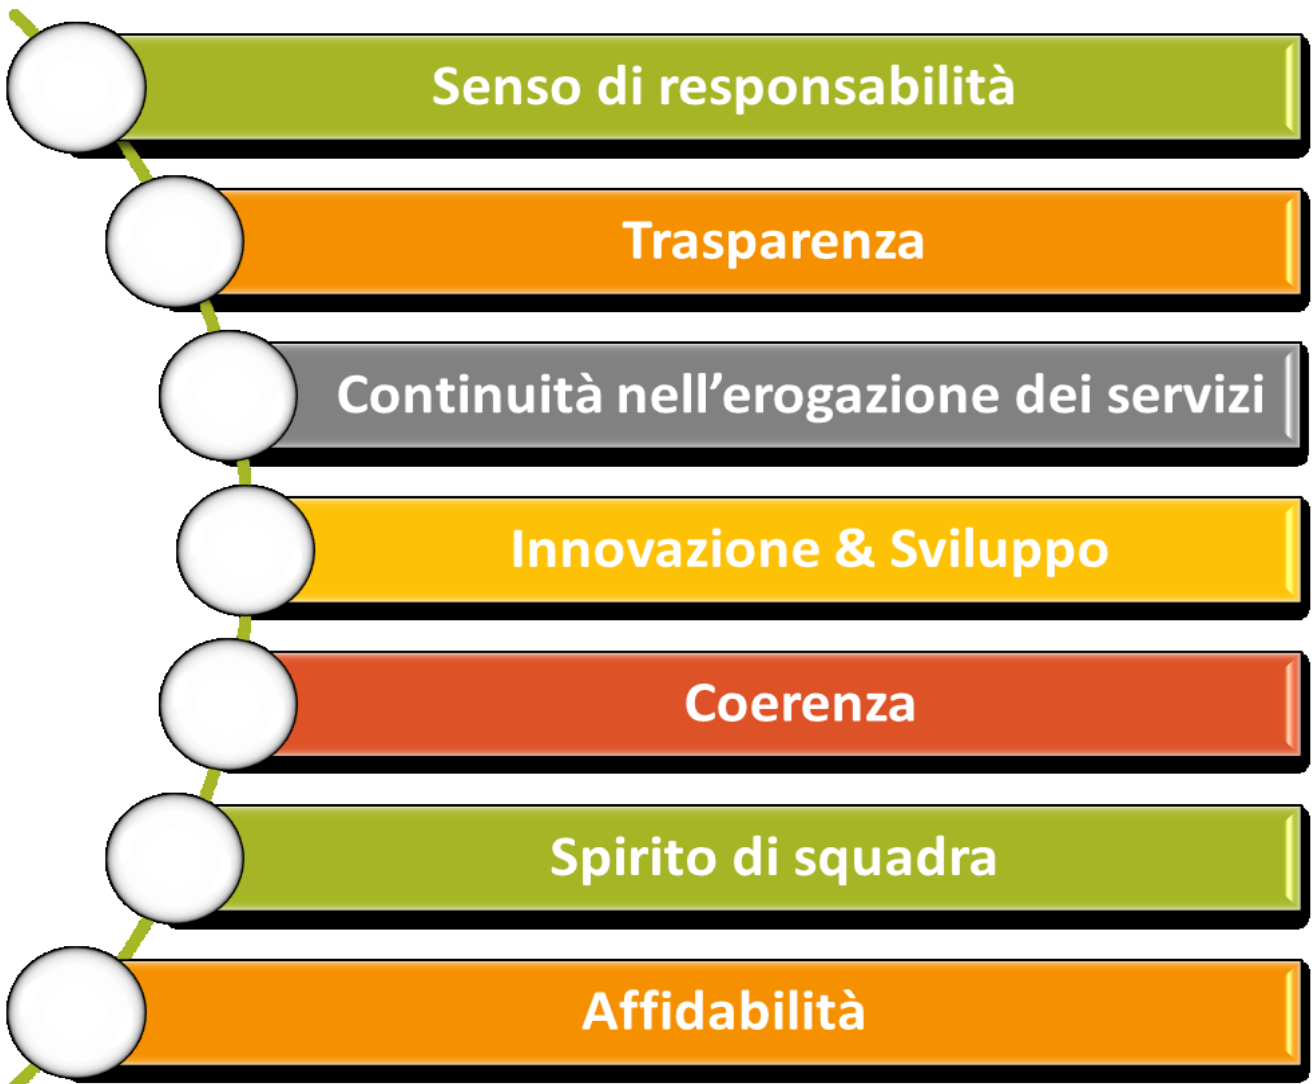 Senso di responsabilità
Trasparenza
Continuità nell’erogazione dei servizi
Innovazione & Sviluppo
Coerenza
Spirito di squadra
Affidabilità